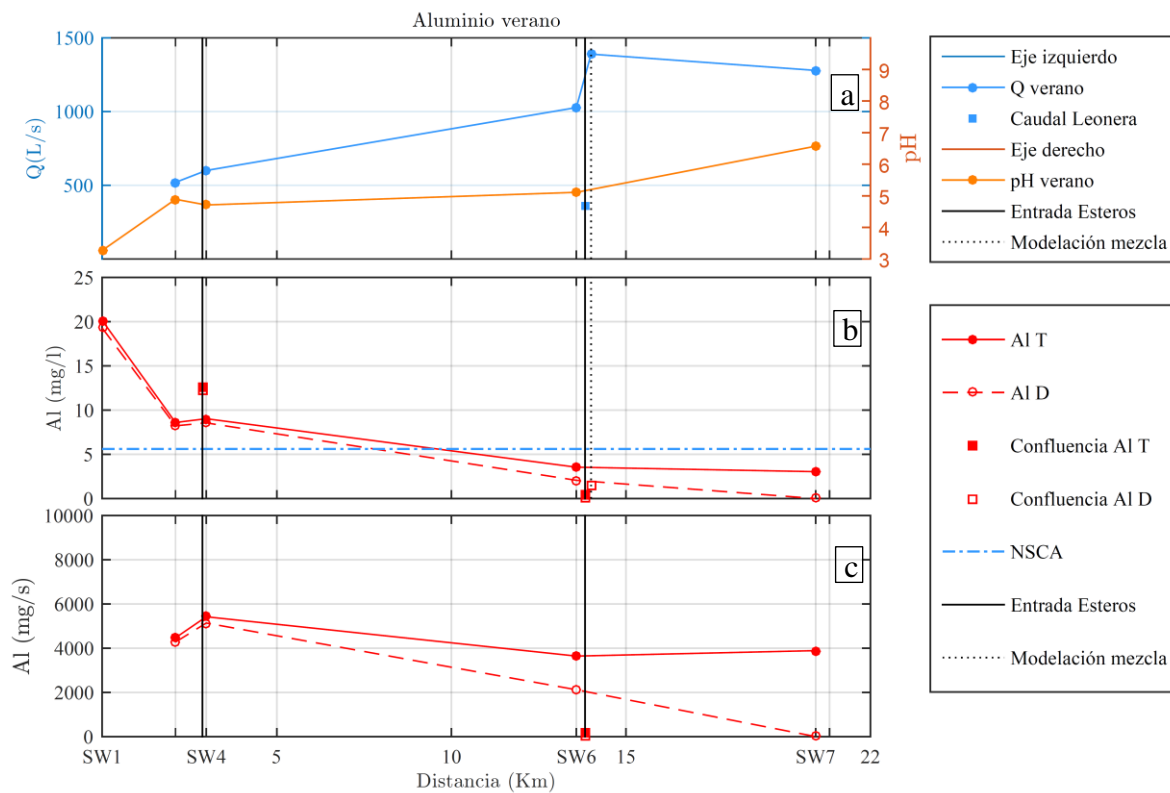 Aluminio verano
1500
1000
500
Q(L/s)
9
8
7
6
5
4
3
pH
a
25
20
15
10
5
0
Al (mg/l)
b
10000
8000
6000
4000
2000
0
Al (mg/s)
c
SW1
SW4
5
10
SW6
15
SW7
22
Distancia (Km)
Eje izquierdo
Q verano
Caudal Leonera
Eje derecho
pH verano
Entrada Esteros
Modelación mezcla
Al T
Al D
Confluencia Al T
Confluencia Al D
NSCA
Entrada Esteros
Modelación mezcla